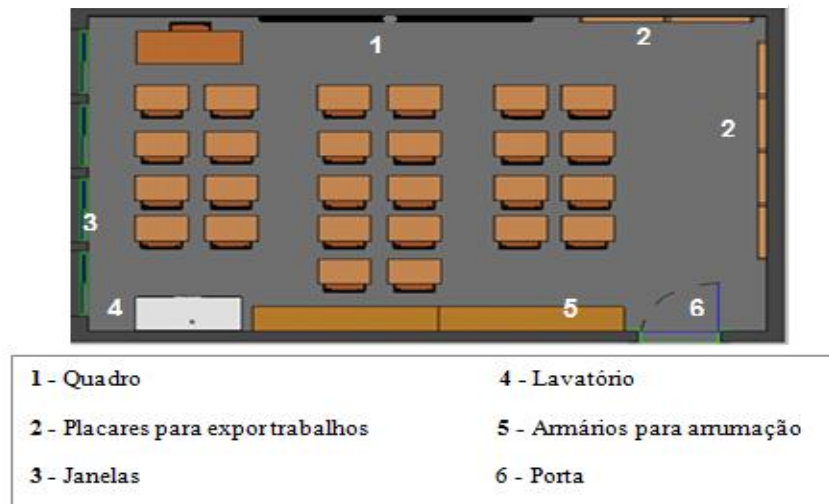 1
2
2
3
4
5
6
1 - Quadro
4 - Lavatório
2 - Placares para expor trabalhos
5 - Armários para arrumação
3 - Janelas
6 - Porta